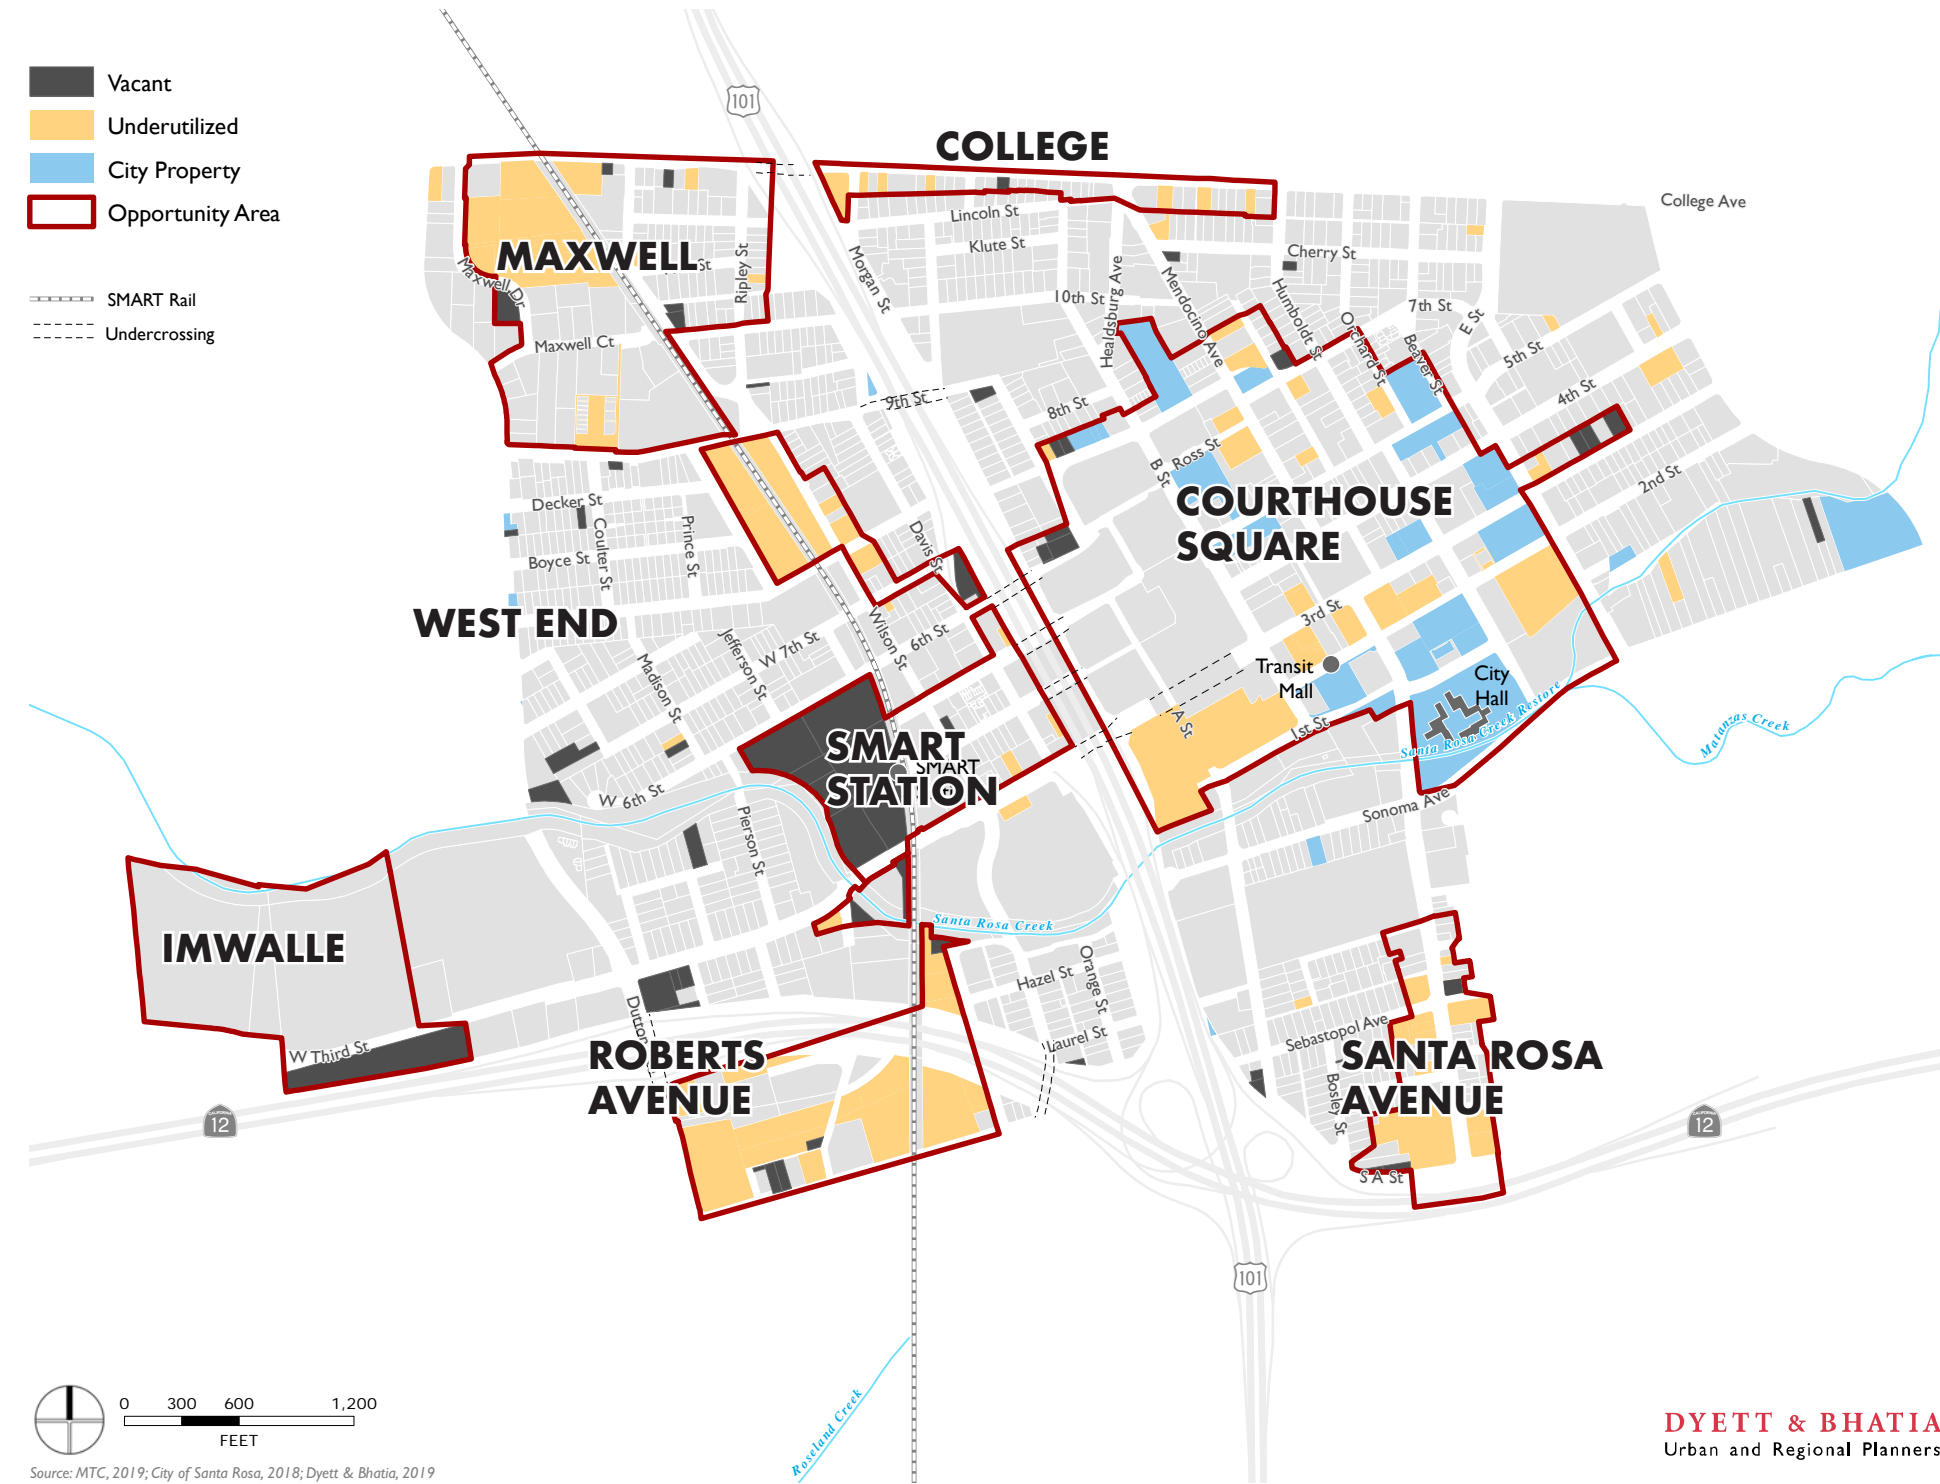 Vacant
Underutilized
City Property
Opportunity Area
SMART Rail
Undercrossing
101
COLLEGE
College Ave
Lincoln St
Klute St
Cherry St
MAXWELL
St
Ripley St
Maxwell Dr
Morgan St
10th St
Healdsburg Ave
Mendocino Ave
Humboldt St
Orchard St
Beaver St
7th St
E St
5th St
4th St
Maxwell Ct
9th St
8th St
Ross St
B St
2nd St
COURTHOUSE
SQUARE
Decker St
Coulter St
Prince St
Boyce St
Davis St
WEST END
Wilson St
6th St
3rd St
Transit
Mall
City
Hall
Jefferson St
W 7th St
Madison St
A St
1st St
Santa Rosa Creek Restore
Matanzas Creek
SMART
STATION
SMART
W 6th St
Pierson St
Sonoma Ave
Santa Rosa Creek
IMWALLE
Hazel St
Orange St
Dutton
W Third St
Laurel St
Sebastopol Ave
ROBERTS
AVENUE
SANTA ROSA
AVENUE
Bosley St
S A St
CALIFORNIA
12
CALIFORNIA
12
101
Roseland Creek
0 300 600 1,200
FEET
Source: MTC, 2019; City of Santa Rosa, 2018; Dyett & Bhatia, 2019
DYETT & BHATIA
Urban and Regional Planners